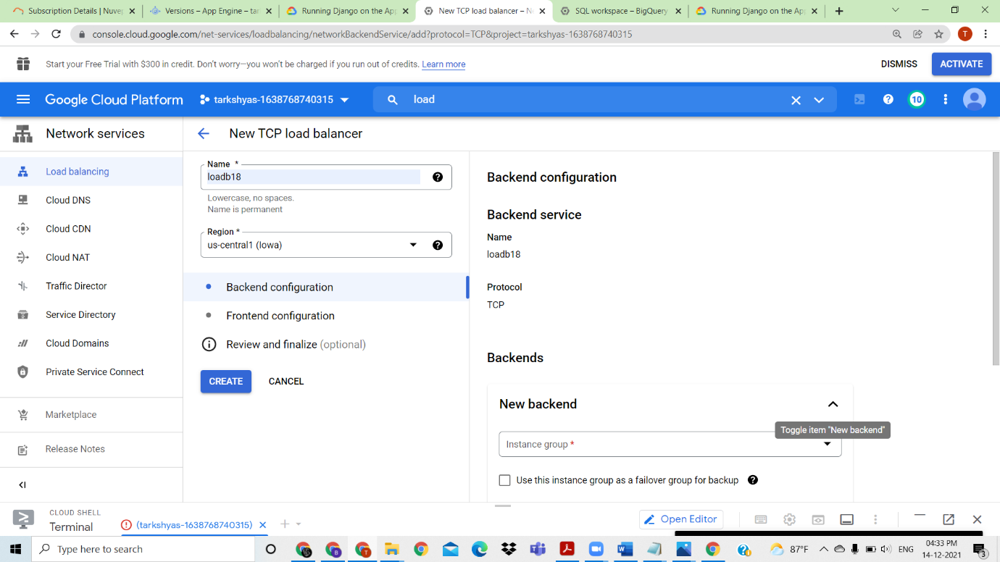 Subscription Details | Nuvep
Versions – App Engine – tar
Running Django on the Ap
New TCP load balancer – N
SQL workspace – BigQuery
Running Django on the Ap
console.cloud.google.com/net-services/loadbalancing/networkBackendService/add?protocol=TCP&project=tarkshyas-1638768740315
T
Start your Free Trial with $300 in credit. Don't worry—you won't be charged if you run out of credits. Learn more
DISMISS
ACTIVATE
Google Cloud Platform
tarkshyas-1638768740315
load
10
Network services
New TCP load balancer
Load balancing
Cloud DNS
Cloud CDN
Cloud NAT
Traffic Director
Service Directory
Cloud Domains
Private Service Connect
Marketplace
Release Notes
Name *
loadb18
Lowercase, no spaces.
Name is permanent
Region *
us-central1 (Iowa)
Backend configuration
Frontend configuration
Review and finalize (optional)
CREATE
CANCEL
Backend configuration
Backend service
Name
loadb18
Protocol
TCP
Backends
New backend
Toggle item "New backend"
Instance group *
Use this instance group as a failover group for backup
CLOUD SHELL
Terminal
(tarkshyas-1638768740315)
Open Editor
Type here to search
87°F
ENG
04:33 PM
14-12-2021
3